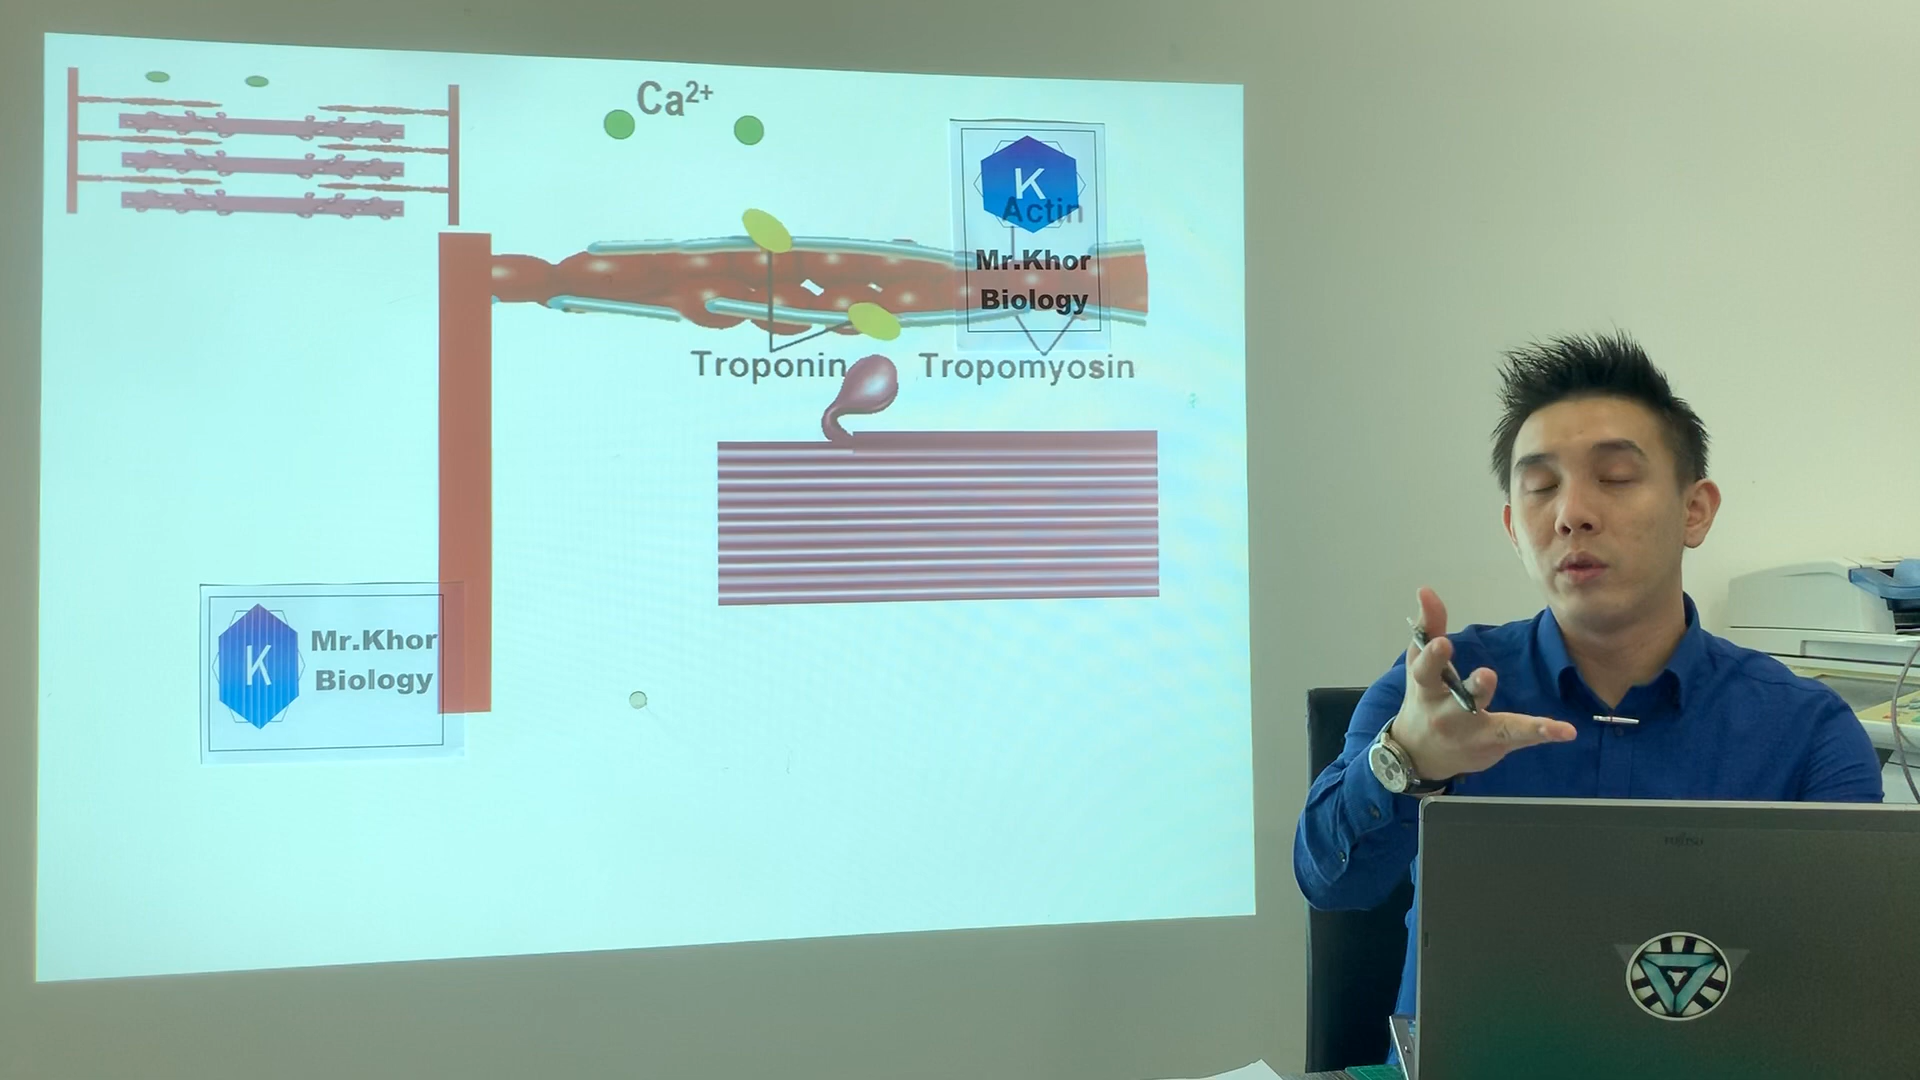 Ca²⁺
K
Actin
Mr.Khor
Biology
Troponin
Tropomyosin
K
Mr.Khor
Biology